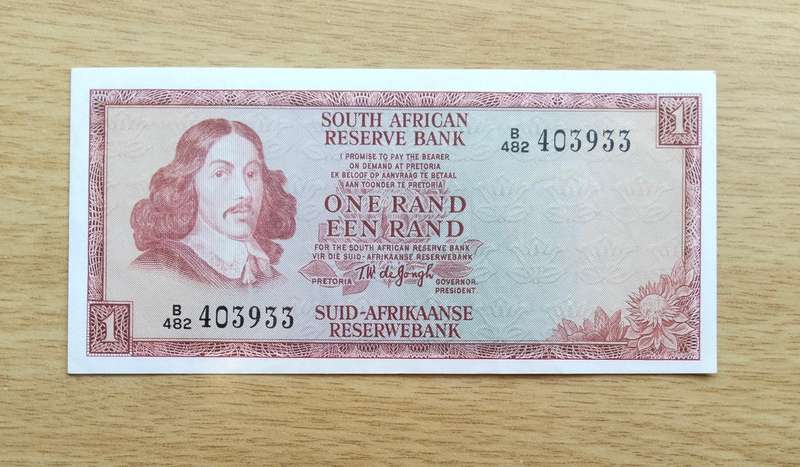 SOUTH AFRICAN
RESERVE BANK
B
482 403933
1
I PROMISE TO PAY THE BEARER
ON DEMAND AT PRETORIA
EK BELOOF OP AANVRAAG TE BETAAL
AAN TOONDER TE PRETORIA
ONE RAND
EEN RAND
FOR THE SOUTH AFRICAN RESERVE BANK
VIR DIE SUID-AFRIKAANSE RESERWEBANK
T.W. de Jongh
PRETORIA GOVERNOR.
PRESIDENT.
1
B
482 403933
SUID-AFRIKAANSE
RESERWEBANK